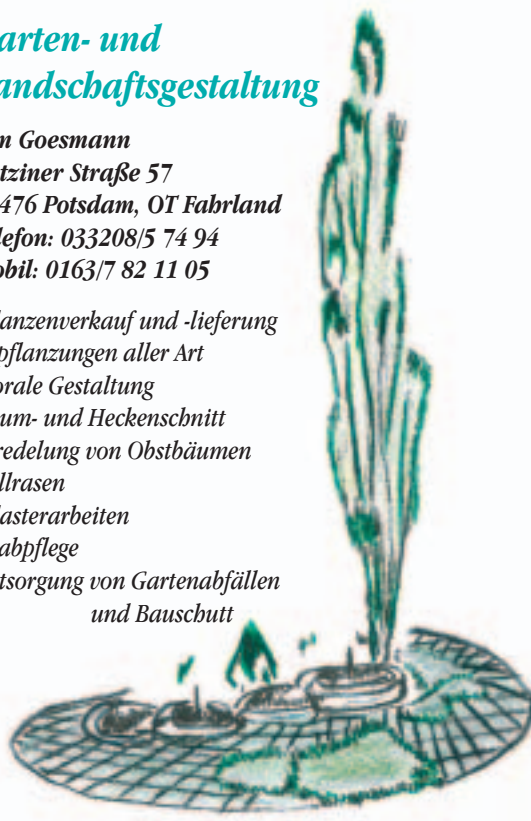 arten- und
andschaftsgestaltung
n Goesmann
tziner Straße 57
476 Potsdam, OT Fahrland
lefon: 033208/5 74 94
obil: 0163/7 82 11 05
lanzenverkauf und -lieferung
pflanzungen aller Art
orale Gestaltung
um- und Heckenschnitt
redelung von Obstbäumen
llrasen
lasterarbeiten
abpflege
tsorgung von Gartenabfällen
und Bauschutt